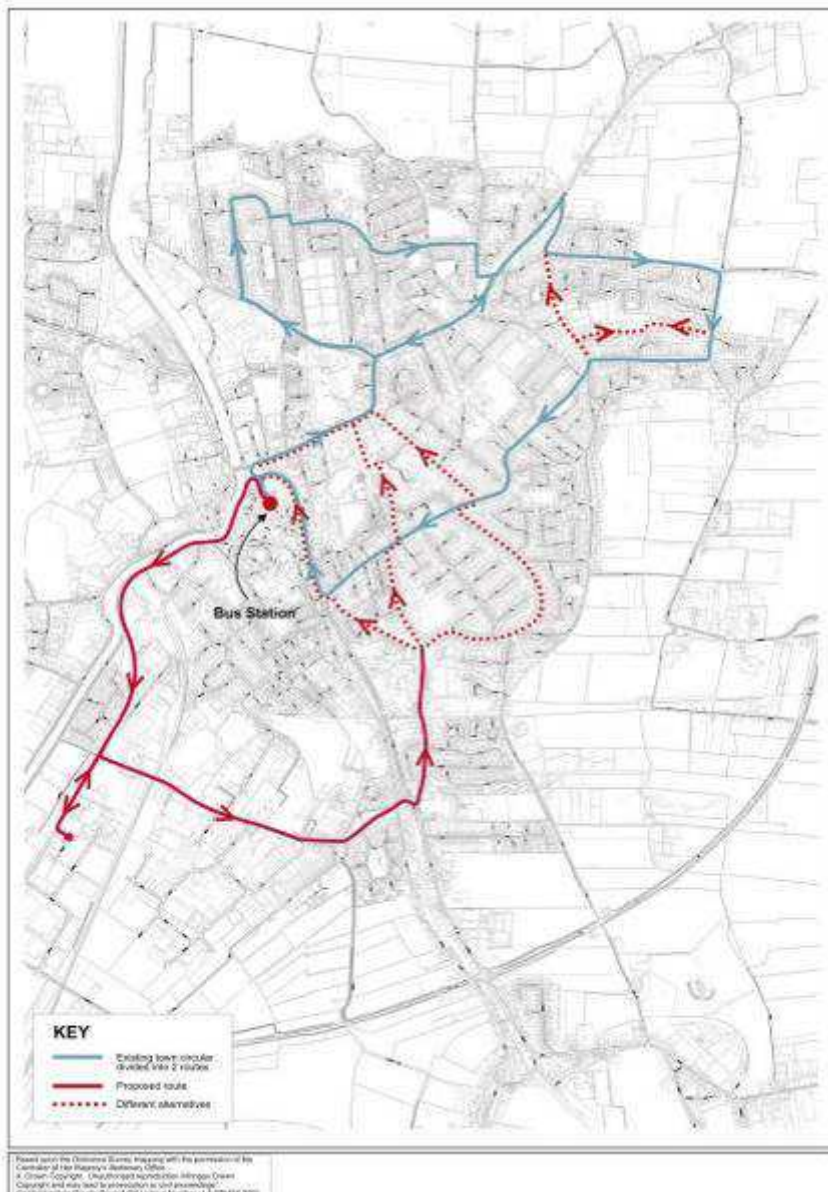 Bus Station
KEY
Existing town circular
divided into 2 routes
Proposed route
Different alternatives
Based upon the Ordnance Survey mapping with the permission of the
Controller of Her Majesty's Stationery Office
Crown Copyright. Unauthorised reproduction infringes Crown
Copyright and may lead to prosecution or civil proceedings